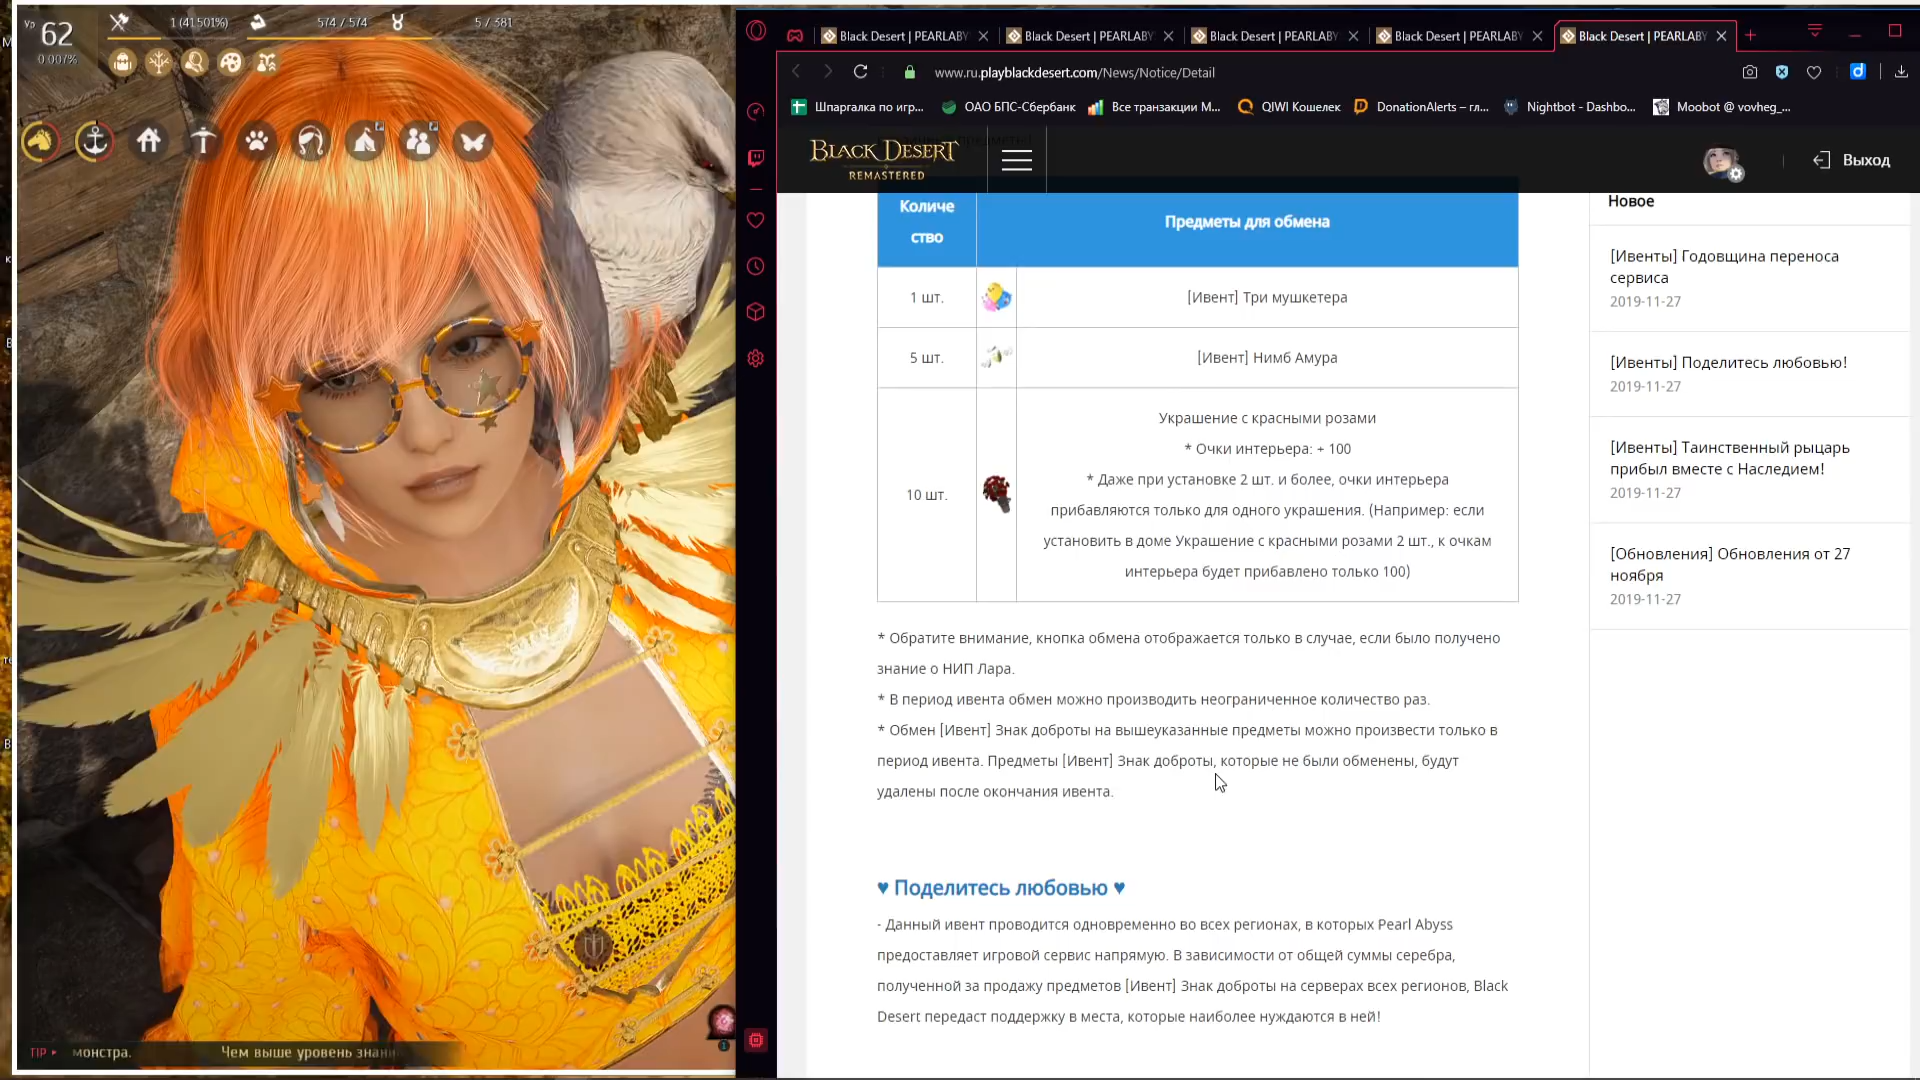 Ур 62
0.007%
1 (41.501%)
574 / 574
5 / 381
Black Desert | PEARLABY
Black Desert | PEARLABY
Black Desert | PEARLABY
Black Desert | PEARLABY
Black Desert | PEARLABY
www.ru.playblackdesert.com/News/Notice/Detail
Шпаргалка по игр...
ОАО БПС-Сбербанк
Все транзакции M...
QIWI Кошелек
DonationAlerts – гл...
Nightbot - Dashbo...
Moobot @ vovheg_...
BLACK DESERT
REMASTERED
Выход
Количе
ство
Предметы для обмена
1 шт.
[Ивент] Три мушкетера
5 шт.
[Ивент] Нимб Амура
10 шт.
Украшение с красными розами
* Очки интерьера: + 100
* Даже при установке 2 шт. и более, очки интерьера
прибавляются только для одного украшения. (Например: если
установить в доме Украшение с красными розами 2 шт., к очкам
интерьера будет прибавлено только 100)
* Обратите внимание, кнопка обмена отображается только в случае, если было получено
знание о НИП Лара.
* В период ивента обмен можно производить неограниченное количество раз.
* Обмен [Ивент] Знак доброты на вышеуказанные предметы можно произвести только в
период ивента. Предметы [Ивент] Знак доброты, которые не были обменены, будут
удалены после окончания ивента.
♥ Поделитесь любовью ♥
- Данный ивент проводится одновременно во всех регионах, в которых Pearl Abyss
предоставляет игровой сервис напрямую. В зависимости от общей суммы серебра,
полученной за продажу предметов [Ивент] Знак доброты на серверах всех регионов, Black
Desert передаст поддержку в места, которые наиболее нуждаются в ней!
Новое
[Ивенты] Годовщина переноса
сервиса
2019-11-27
[Ивенты] Поделитесь любовью!
2019-11-27
[Ивенты] Таинственный рыцарь
прибыл вместе с Наследием!
2019-11-27
[Обновления] Обновления от 27
ноября
2019-11-27
TIP монстра. Чем выше уровень знани